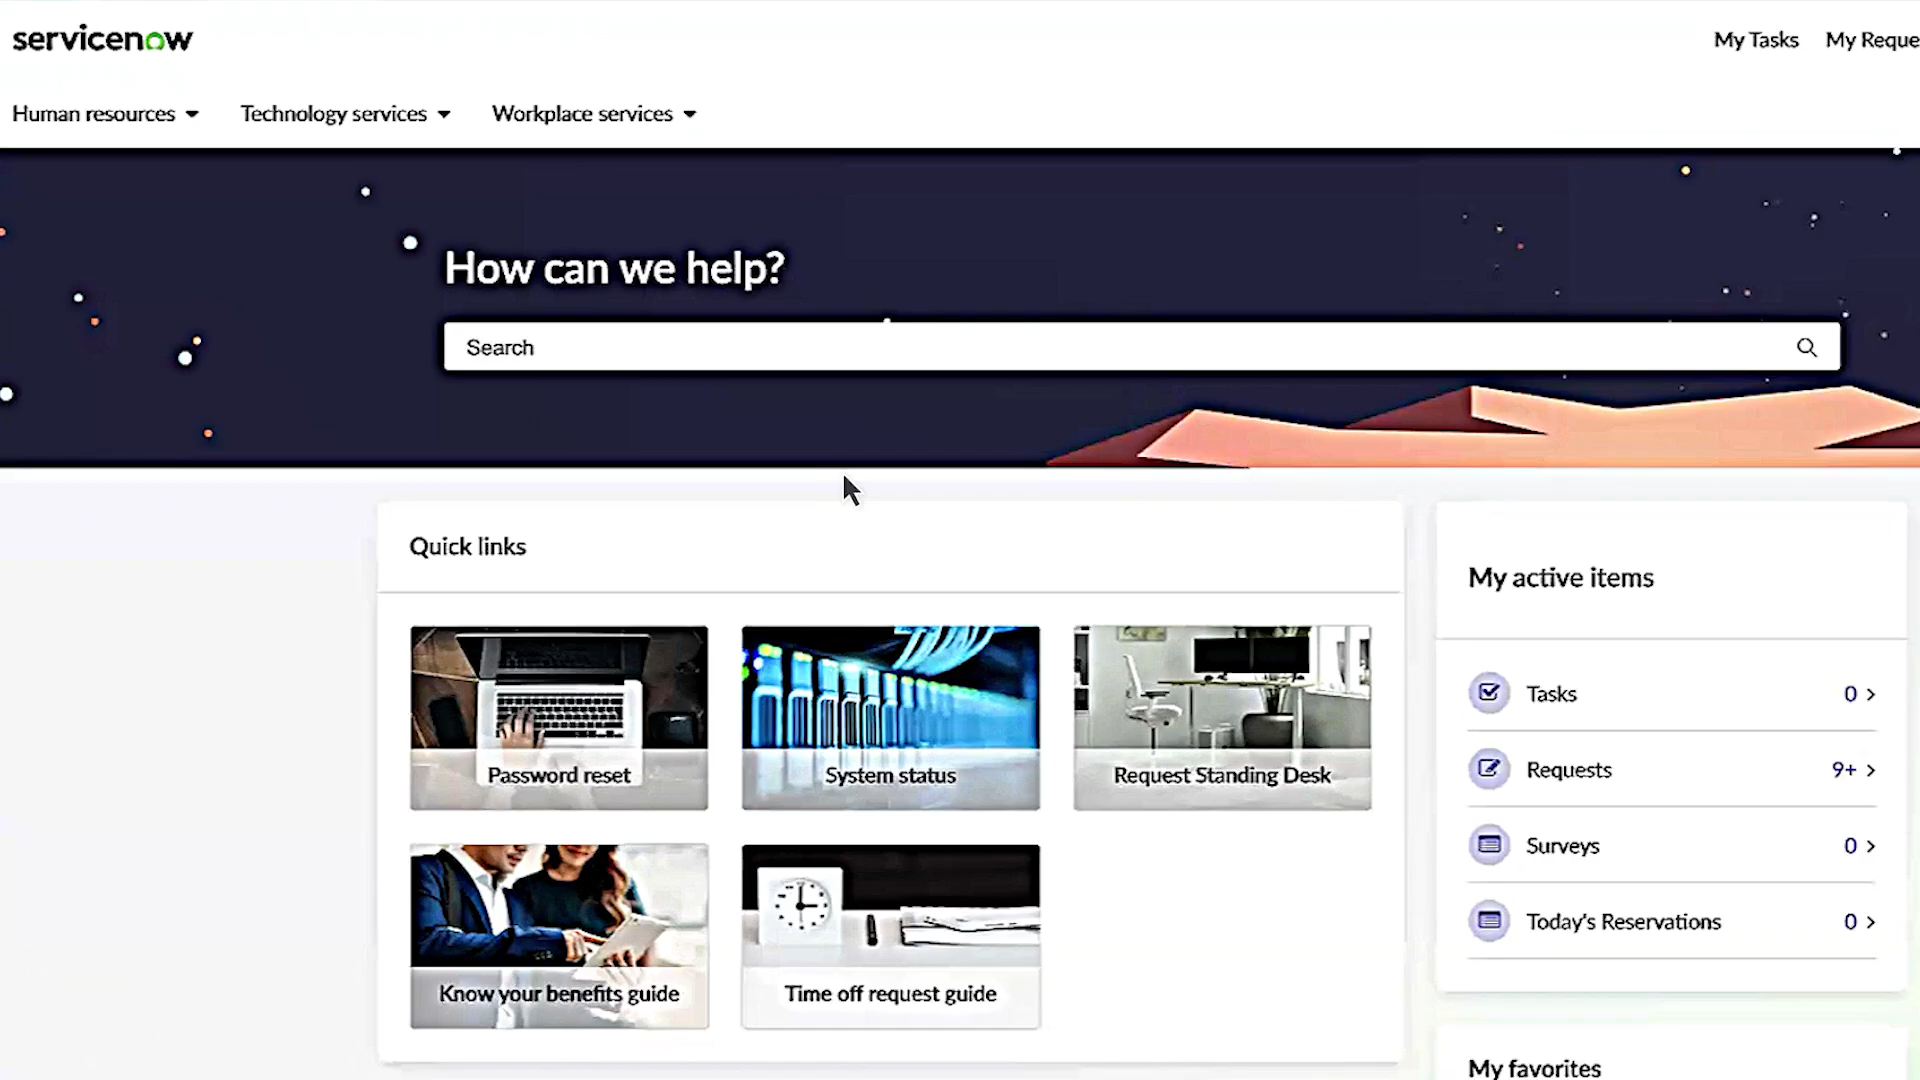 servicenow
My Tasks My Reque
Human resources Technology services Workplace services
How can we help?
Search
Quick links
Password reset
System status
Request Standing Desk
Know your benefits guide
Time off request guide
My active items
Tasks 0
Requests 9+
Surveys 0
Today's Reservations 0
My favorites